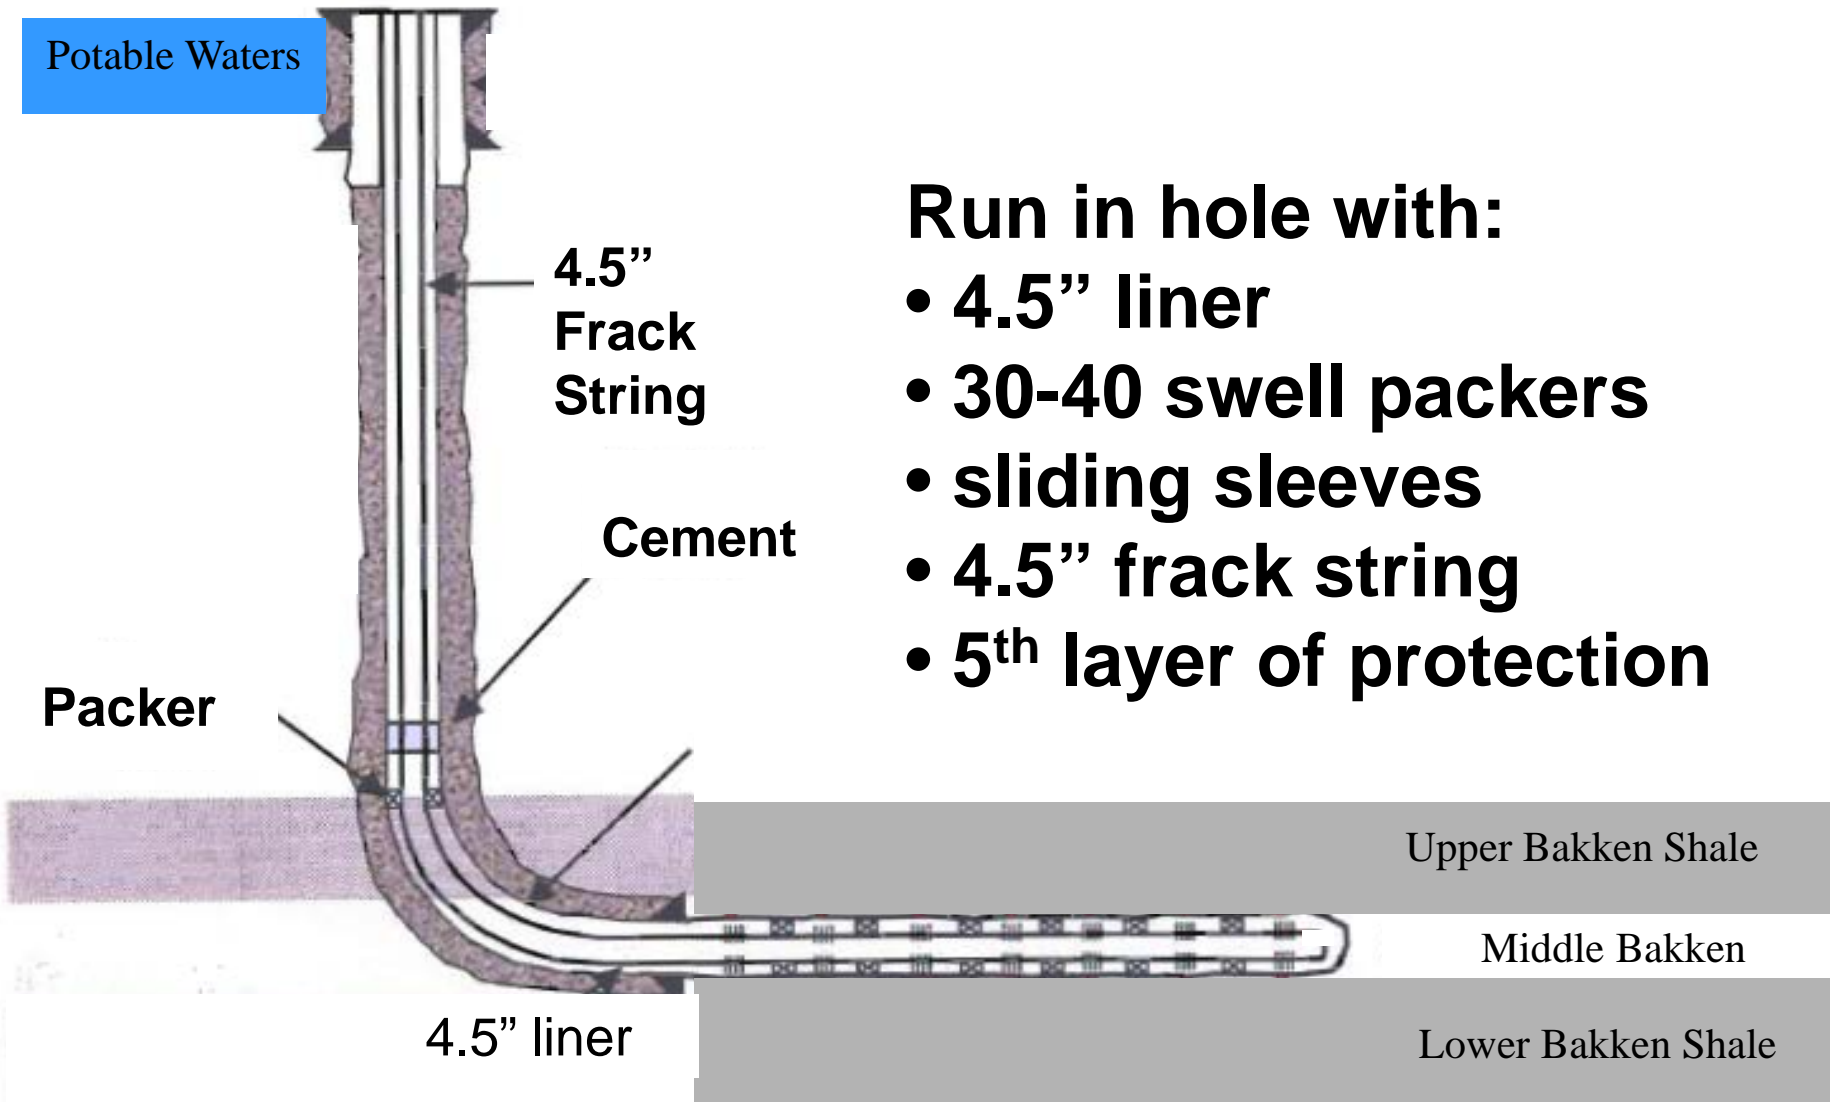 Potable Waters
4.5”
Frack
String
Cement
Packer
Run in hole with:
• 4.5” liner
• 30-40 swell packers
• sliding sleeves
• 4.5” frack string
• 5th layer of protection
Upper Bakken Shale
Middle Bakken
Lower Bakken Shale
4.5” liner